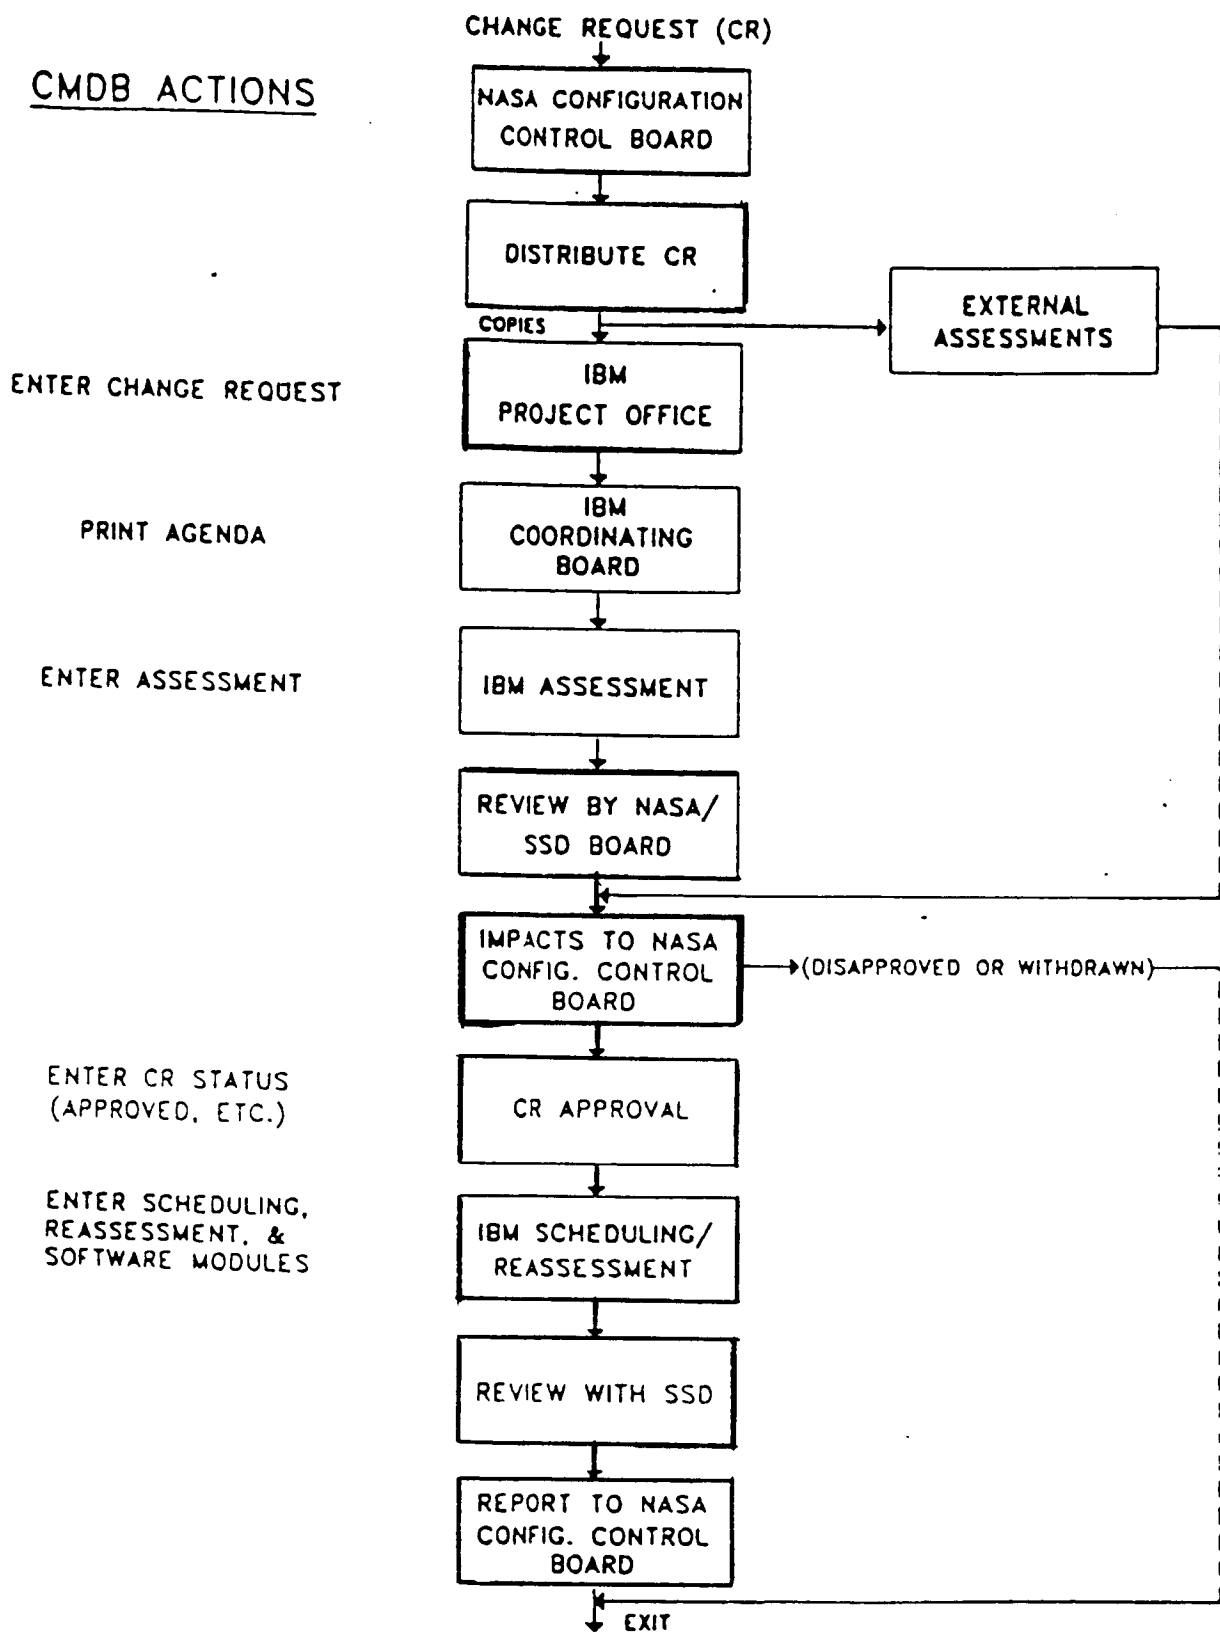 CHANGE REQUEST (CR)
CMDB ACTIONS
NASA CONFIGURATION
CONTROL BOARD
DISTRIBUTE CR
COPIES
EXTERNAL
ASSESSMENTS
ENTER CHANGE REQUEST
IBM
PROJECT OFFICE
PRINT AGENDA
IBM
COORDINATING
BOARD
ENTER ASSESSMENT
IBM ASSESSMENT
REVIEW BY NASA/
SSD BOARD
IMPACTS TO NASA
CONFIG. CONTROL
BOARD
(DISAPPROVED OR WITHDRAWN)
ENTER CR STATUS
(APPROVED, ETC.)
CR APPROVAL
ENTER SCHEDULING,
REASSESSMENT, &
SOFTWARE MODULES
IBM SCHEDULING/
REASSESSMENT
REVIEW WITH SSD
REPORT TO NASA
CONFIG. CONTROL
BOARD
EXIT